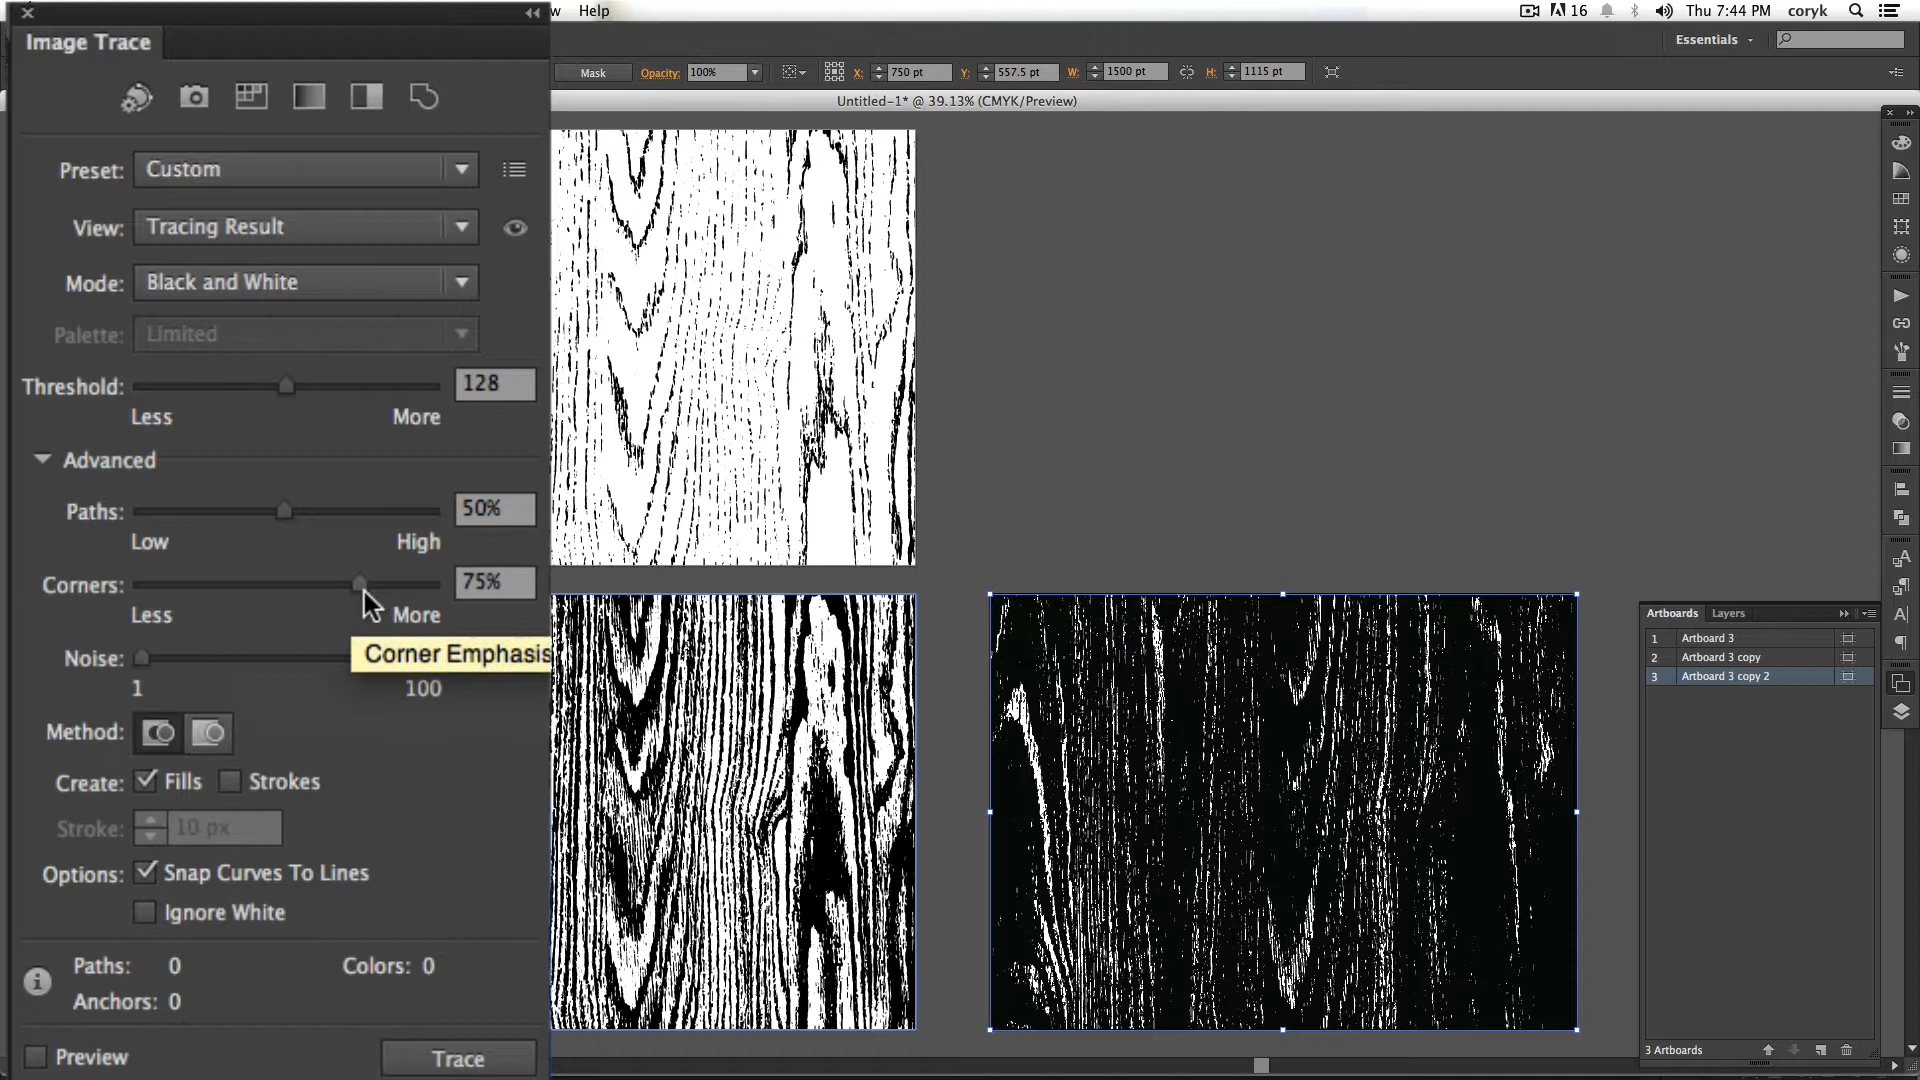 w Help
16 Thu 7:44 PM coryk
Image Trace
Essentials
Mask Opacity: 100% X: 750 pt Y: 557.5 pt W: 1500 pt H: 1115 pt
Untitled-1* @ 39.13% (CMYK/Preview)
Preset: Custom
View: Tracing Result
Mode: Black and White
Palette: Limited
Threshold: 128
Less More
Advanced
Paths: 50%
Low High
Corners: 75%
Less More
Corner Emphasis
Noise:
1 100
Method:
Create: Fills Strokes
Stroke: 10 px
Options: Snap Curves To Lines
Ignore White
Paths: 0 Colors: 0
Anchors: 0
Preview Trace
Artboards Layers
1 Artboard 3
2 Artboard 3 copy
3 Artboard 3 copy 2
3 Artboards